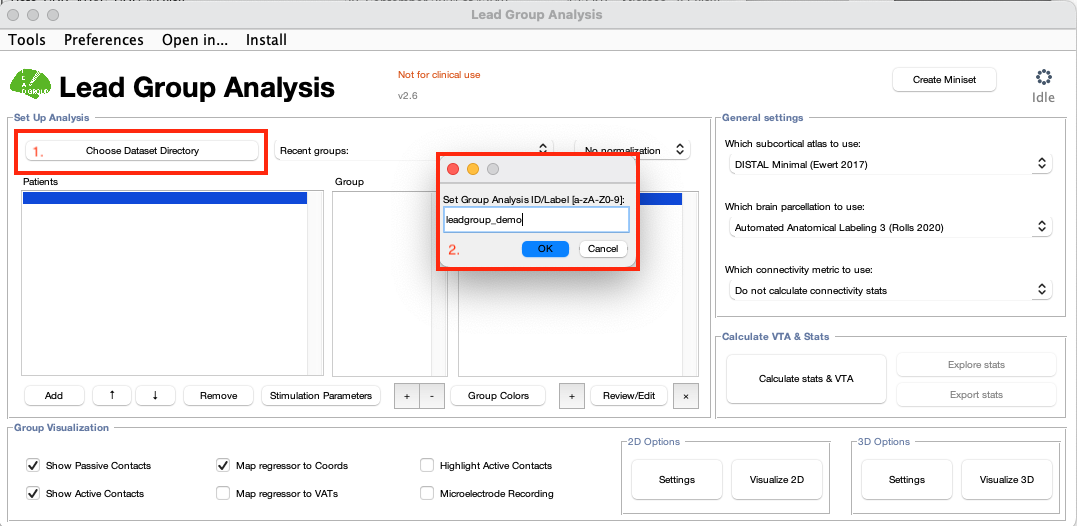 Lead Group Analysis
Tools Preferences Open in... Install
LEAD GROUP
Lead Group Analysis
Not for clinical use
v2.6
Create Miniset
Idle
Set Up Analysis
1. Choose Dataset Directory
Recent groups:
No normalization
Patients
Group
Set Group Analysis ID/Label [a-zA-Z0-9]:
leadgroup_demo
2. OK Cancel
Add ↑ ↓ Remove Stimulation Parameters + - Group Colors + Review/Edit ×
General settings
Which subcortical atlas to use:
DISTAL Minimal (Ewert 2017)
Which brain parcellation to use:
Automated Anatomical Labeling 3 (Rolls 2020)
Which connectivity metric to use:
Do not calculate connectivity stats
Calculate VTA & Stats
Calculate stats & VTA
Explore stats
Export stats
Group Visualization
Show Passive Contacts Map regressor to Coords Highlight Active Contacts
Show Active Contacts Map regressor to VATs Microelectrode Recording
2D Options
Settings Visualize 2D
3D Options
Settings Visualize 3D